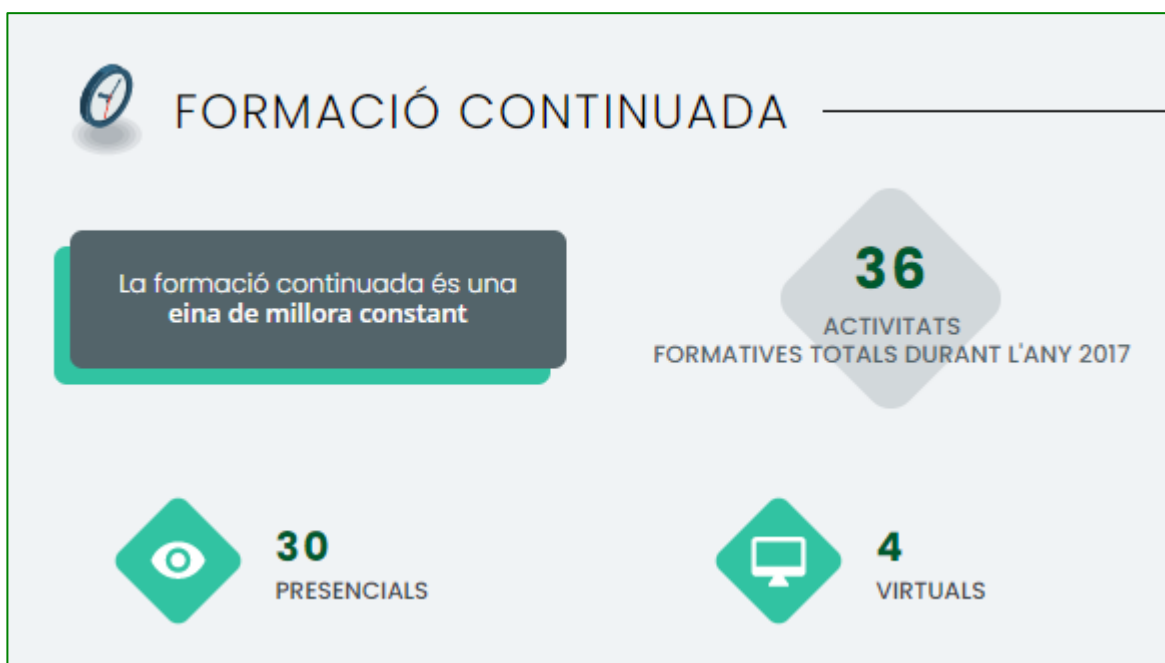 FORMACIÓ CONTINUADA
La formació continuada és una
eina de millora constant
36
ACTIVITATS
FORMATIVES TOTALS DURANT L'ANY 2017
30
PRESENCIALS
4
VIRTUALS